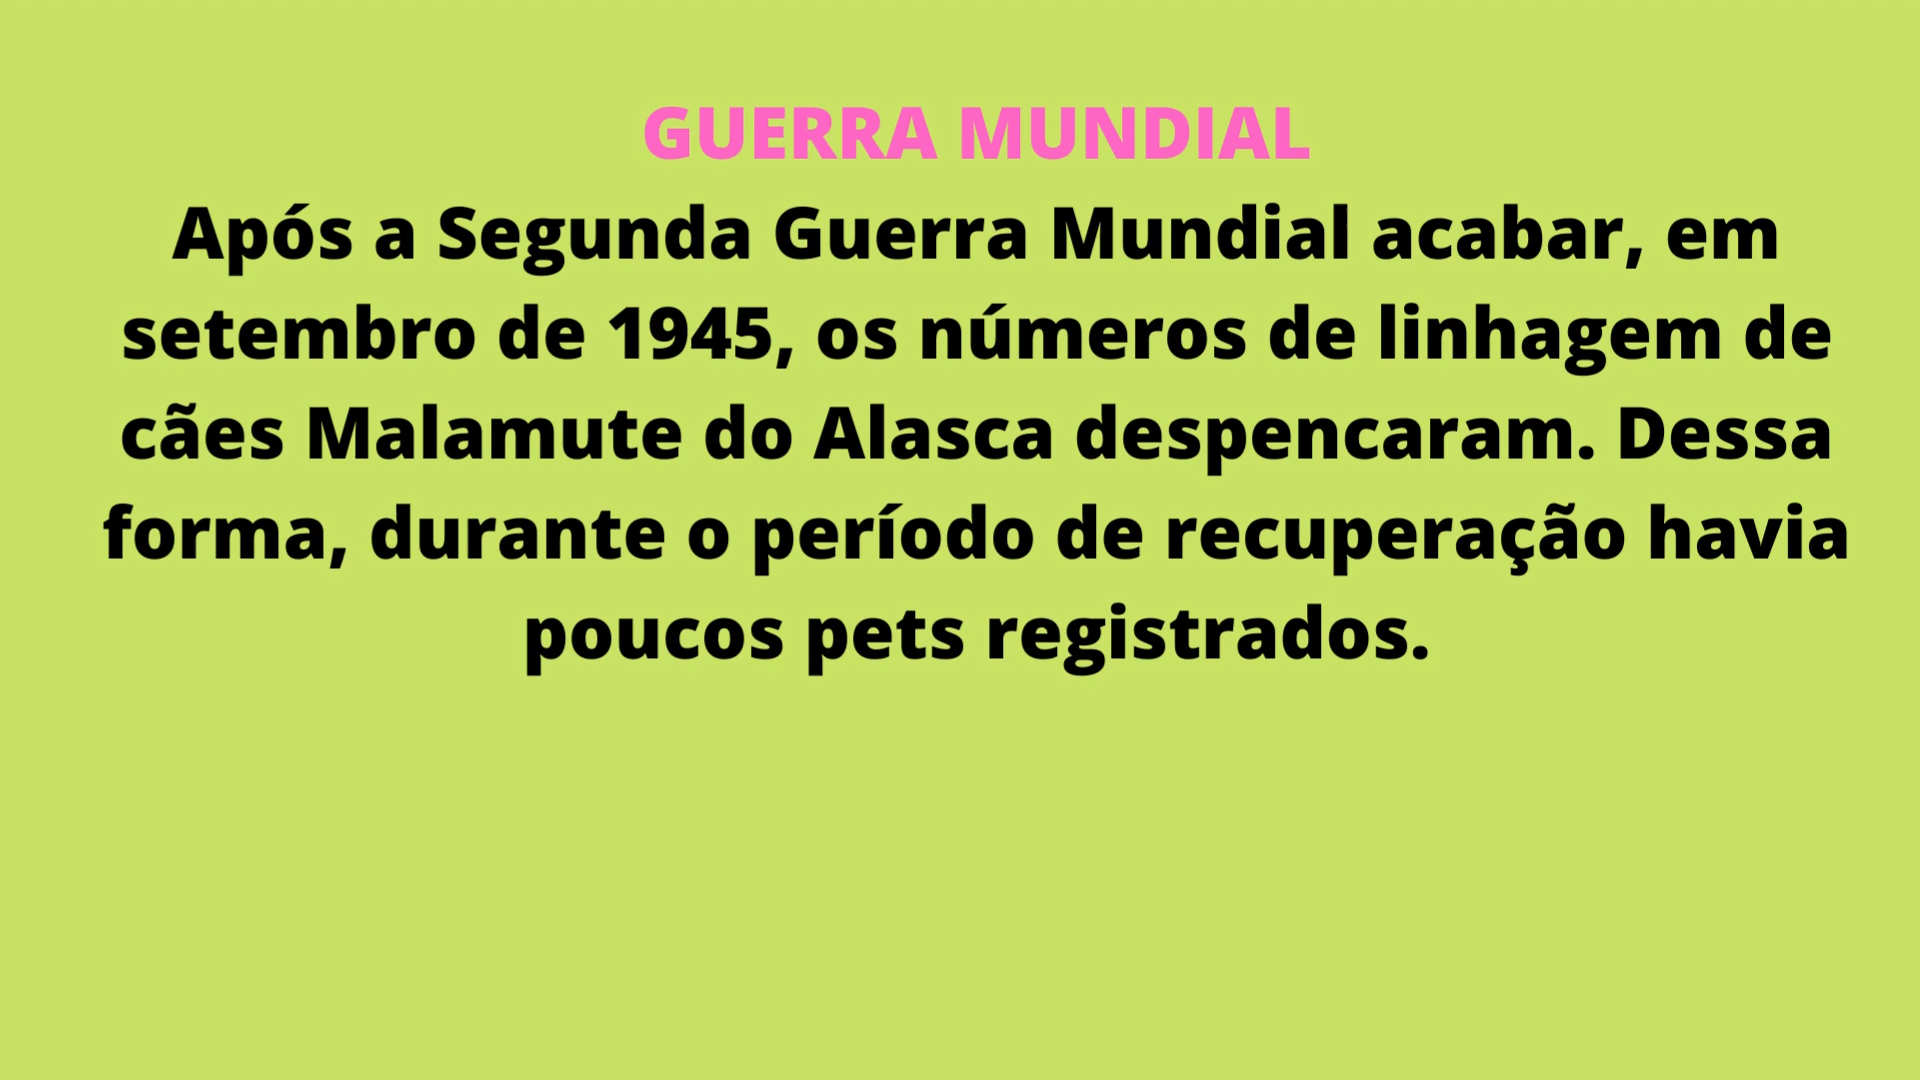 GUERRA MUNDIAL
Após a Segunda Guerra Mundial acabar, em
setembro de 1945, os números de linhagem de
cães Malamute do Alasca despencaram. Dessa
forma, durante o período de recuperação havia
poucos pets registrados.